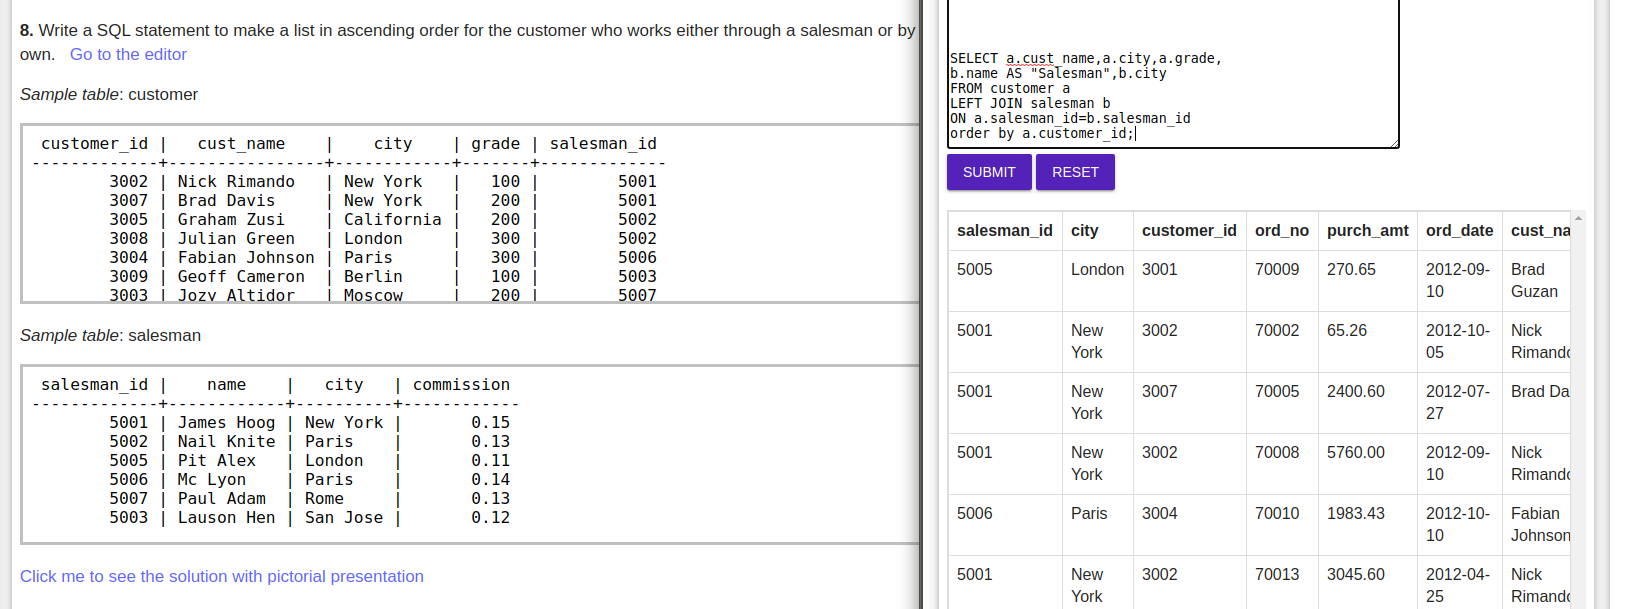 8. Write a SQL statement to make a list in ascending order for the customer who works either through a salesman or by
own. Go to the editor
Sample table: customer
customer_id | cust_name | city | grade | salesman_id
-------------+----------------+------------+-------+-------------
3002 | Nick Rimando | New York | 100 | 5001
3007 | Brad Davis | New York | 200 | 5001
3005 | Graham Zusi | California | 200 | 5002
3008 | Julian Green | London | 300 | 5002
3004 | Fabian Johnson | Paris | 300 | 5006
3009 | Geoff Cameron | Berlin | 100 | 5003
3003 | Jozy Altidor | Moscow | 200 | 5007
Sample table: salesman
salesman_id | name | city | commission
-------------+------------+----------+------------
5001 | James Hoog | New York | 0.15
5002 | Nail Knite | Paris | 0.13
5005 | Pit Alex | London | 0.11
5006 | Mc Lyon | Paris | 0.14
5007 | Paul Adam | Rome | 0.13
5003 | Lauson Hen | San Jose | 0.12
Click me to see the solution with pictorial presentation
SELECT a.cust_name,a.city,a.grade,
b.name AS "Salesman",b.city
FROM customer a
LEFT JOIN salesman b
ON a.salesman_id=b.salesman_id
order by a.customer_id;
SUBMIT RESET
salesman_id city customer_id ord_no purch_amt ord_date cust_na
5005 London 3001 70009 270.65 2012-09- Brad
10 Guzan
5001 New 3002 70002 65.26 2012-10- Nick
York 05 Rimando
5001 New 3007 70005 2400.60 2012-07- Brad Da
York 27
5001 New 3002 70008 5760.00 2012-09- Nick
York 10 Rimando
5006 Paris 3004 70010 1983.43 2012-10- Fabian
10 Johnson
5001 New 3002 70013 3045.60 2012-04- Nick
York 25 Rimando